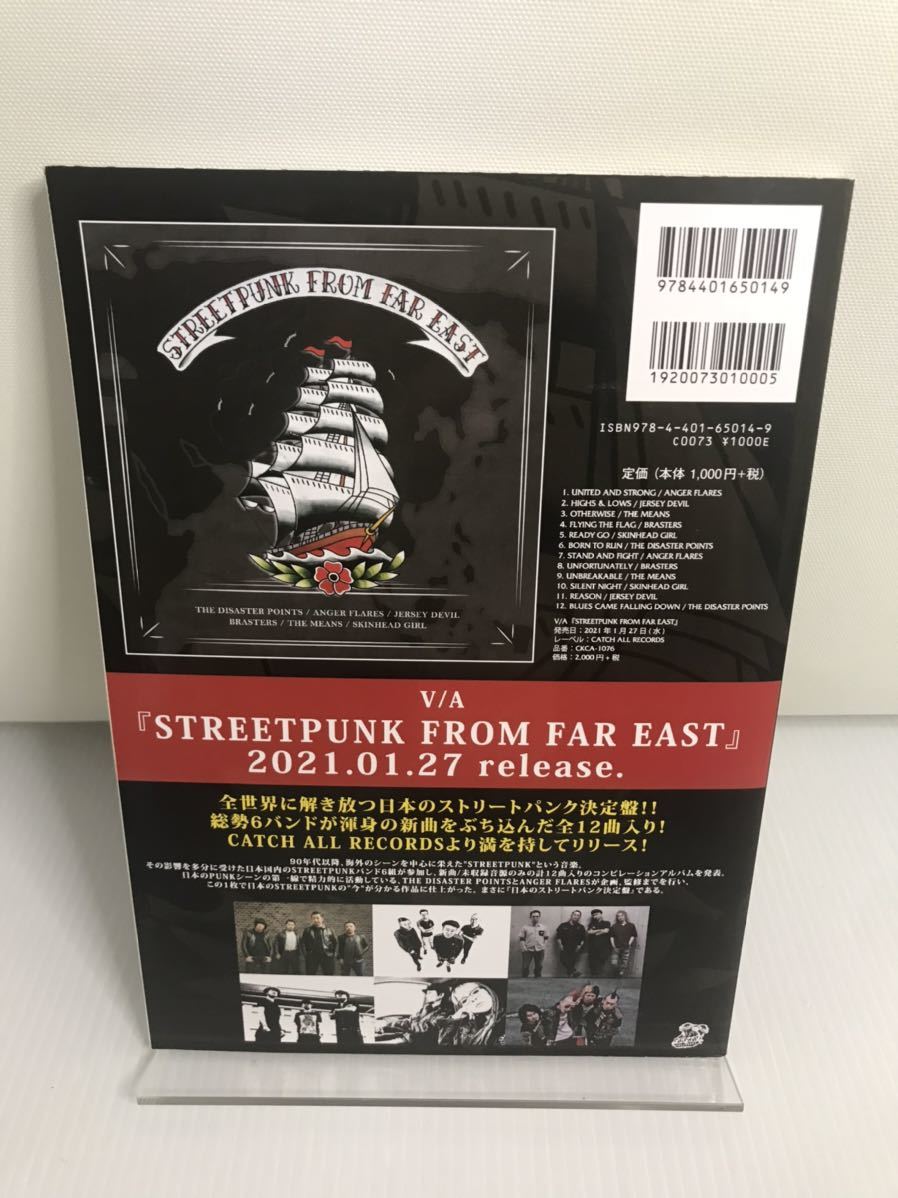 STREETPUNK FROM FAR EAST
THE DISASTER POINTS / ANGER FLARES / JERSEY DEVIL
BRASTERS / THE MEANS / SKINHEAD GIRL
9784401650149
1920073010005
ISBN978-4-401-65014-9
C0073 ¥1000E
定価（本体 1,000円+税）
1. UNITED AND STRONG / ANGER FLARES
2. HIGHS & LOWS / JERSEY DEVIL
3. OTHERWISE / THE MEANS
4. FLYING THE FLAG / BRASTERS
5. READY GO / SKINHEAD GIRL
6. BORN TO RUN / THE DISASTER POINTS
7. STAND AND FIGHT / ANGER FLARES
8. UNFORTUNATELY / BRASTERS
9. UNBREAKABLE / THE MEANS
10. SILENT NIGHT / SKINHEAD GIRL
11. REASON / JERSEY DEVIL
12. BLUES CAME FALLING DOWN / THE DISASTER POINTS
V/A『STREETPUNK FROM FAR EAST』
発売日：2021年1月27日(水)
レーベル：CATCH ALL RECORDS
品番：CKCA-1076
価格：2,000円+税
V/A
『STREETPUNK FROM FAR EAST』
2021.01.27 release.
全世界に解き放つ日本のストリートパンク決定盤!!
総勢6バンドが渾身の新曲をぶち込んだ全12曲入り!
CATCH ALL RECORDSより満を持してリリース!
90年代以降、海外のシーンを中心に栄えた"STREETPUNK"という音楽。
その影響を多分に受けた日本国内のSTREETPUNKバンド6組が参加し、新曲/未収録音源のみの計12曲入りのコンピレーションアルバムを発表。
日本のPUNKシーンの第一線で精力的に活動している、THE DISASTER POINTSとANGER FLARESが企画、監修までを行い、
この1枚で日本のSTREETPUNKの"今"が分かる作品に仕上がった。まさに「日本のストリートパンク決定盤」である。